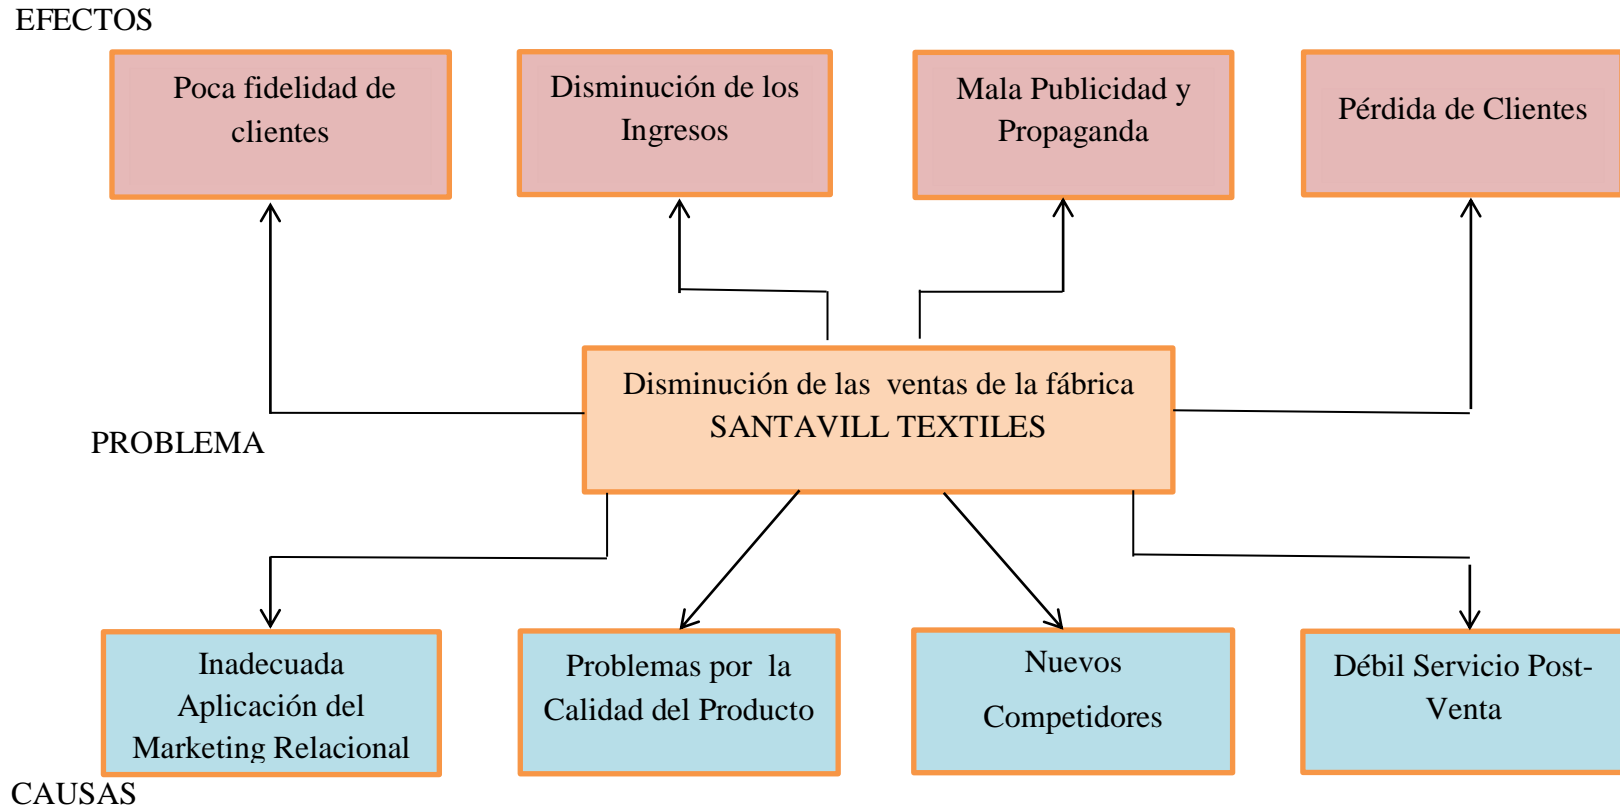 EFECTOS
Poca fidelidad de
clientes
Disminución de los
Ingresos
Mala Publicidad y
Propaganda
Pérdida de Clientes
Disminución de las  ventas de la fábrica
SANTAVILL TEXTILES
PROBLEMA
Inadecuada
Aplicación del
Marketing Relacional
Problemas por  la
Calidad del Producto
Nuevos
Competidores
Débil Servicio Post-
Venta
CAUSAS